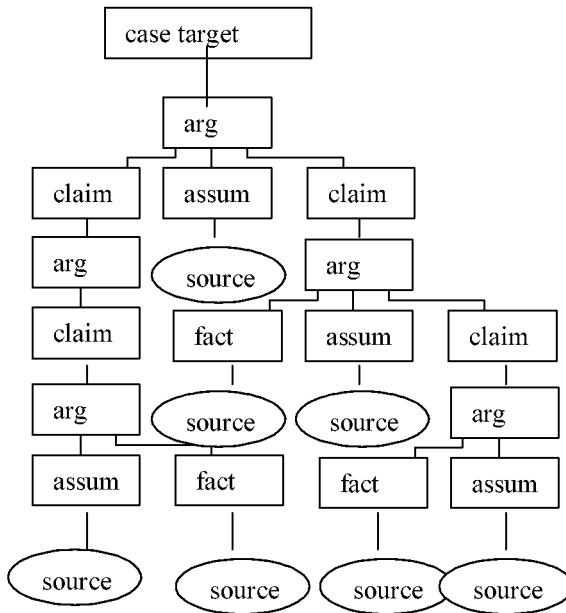 case target
arg
claim
assum
claim
arg
source
arg
claim
fact
assum
claim
arg
source
source
arg
assum
fact
fact
assum
source
source
source
source